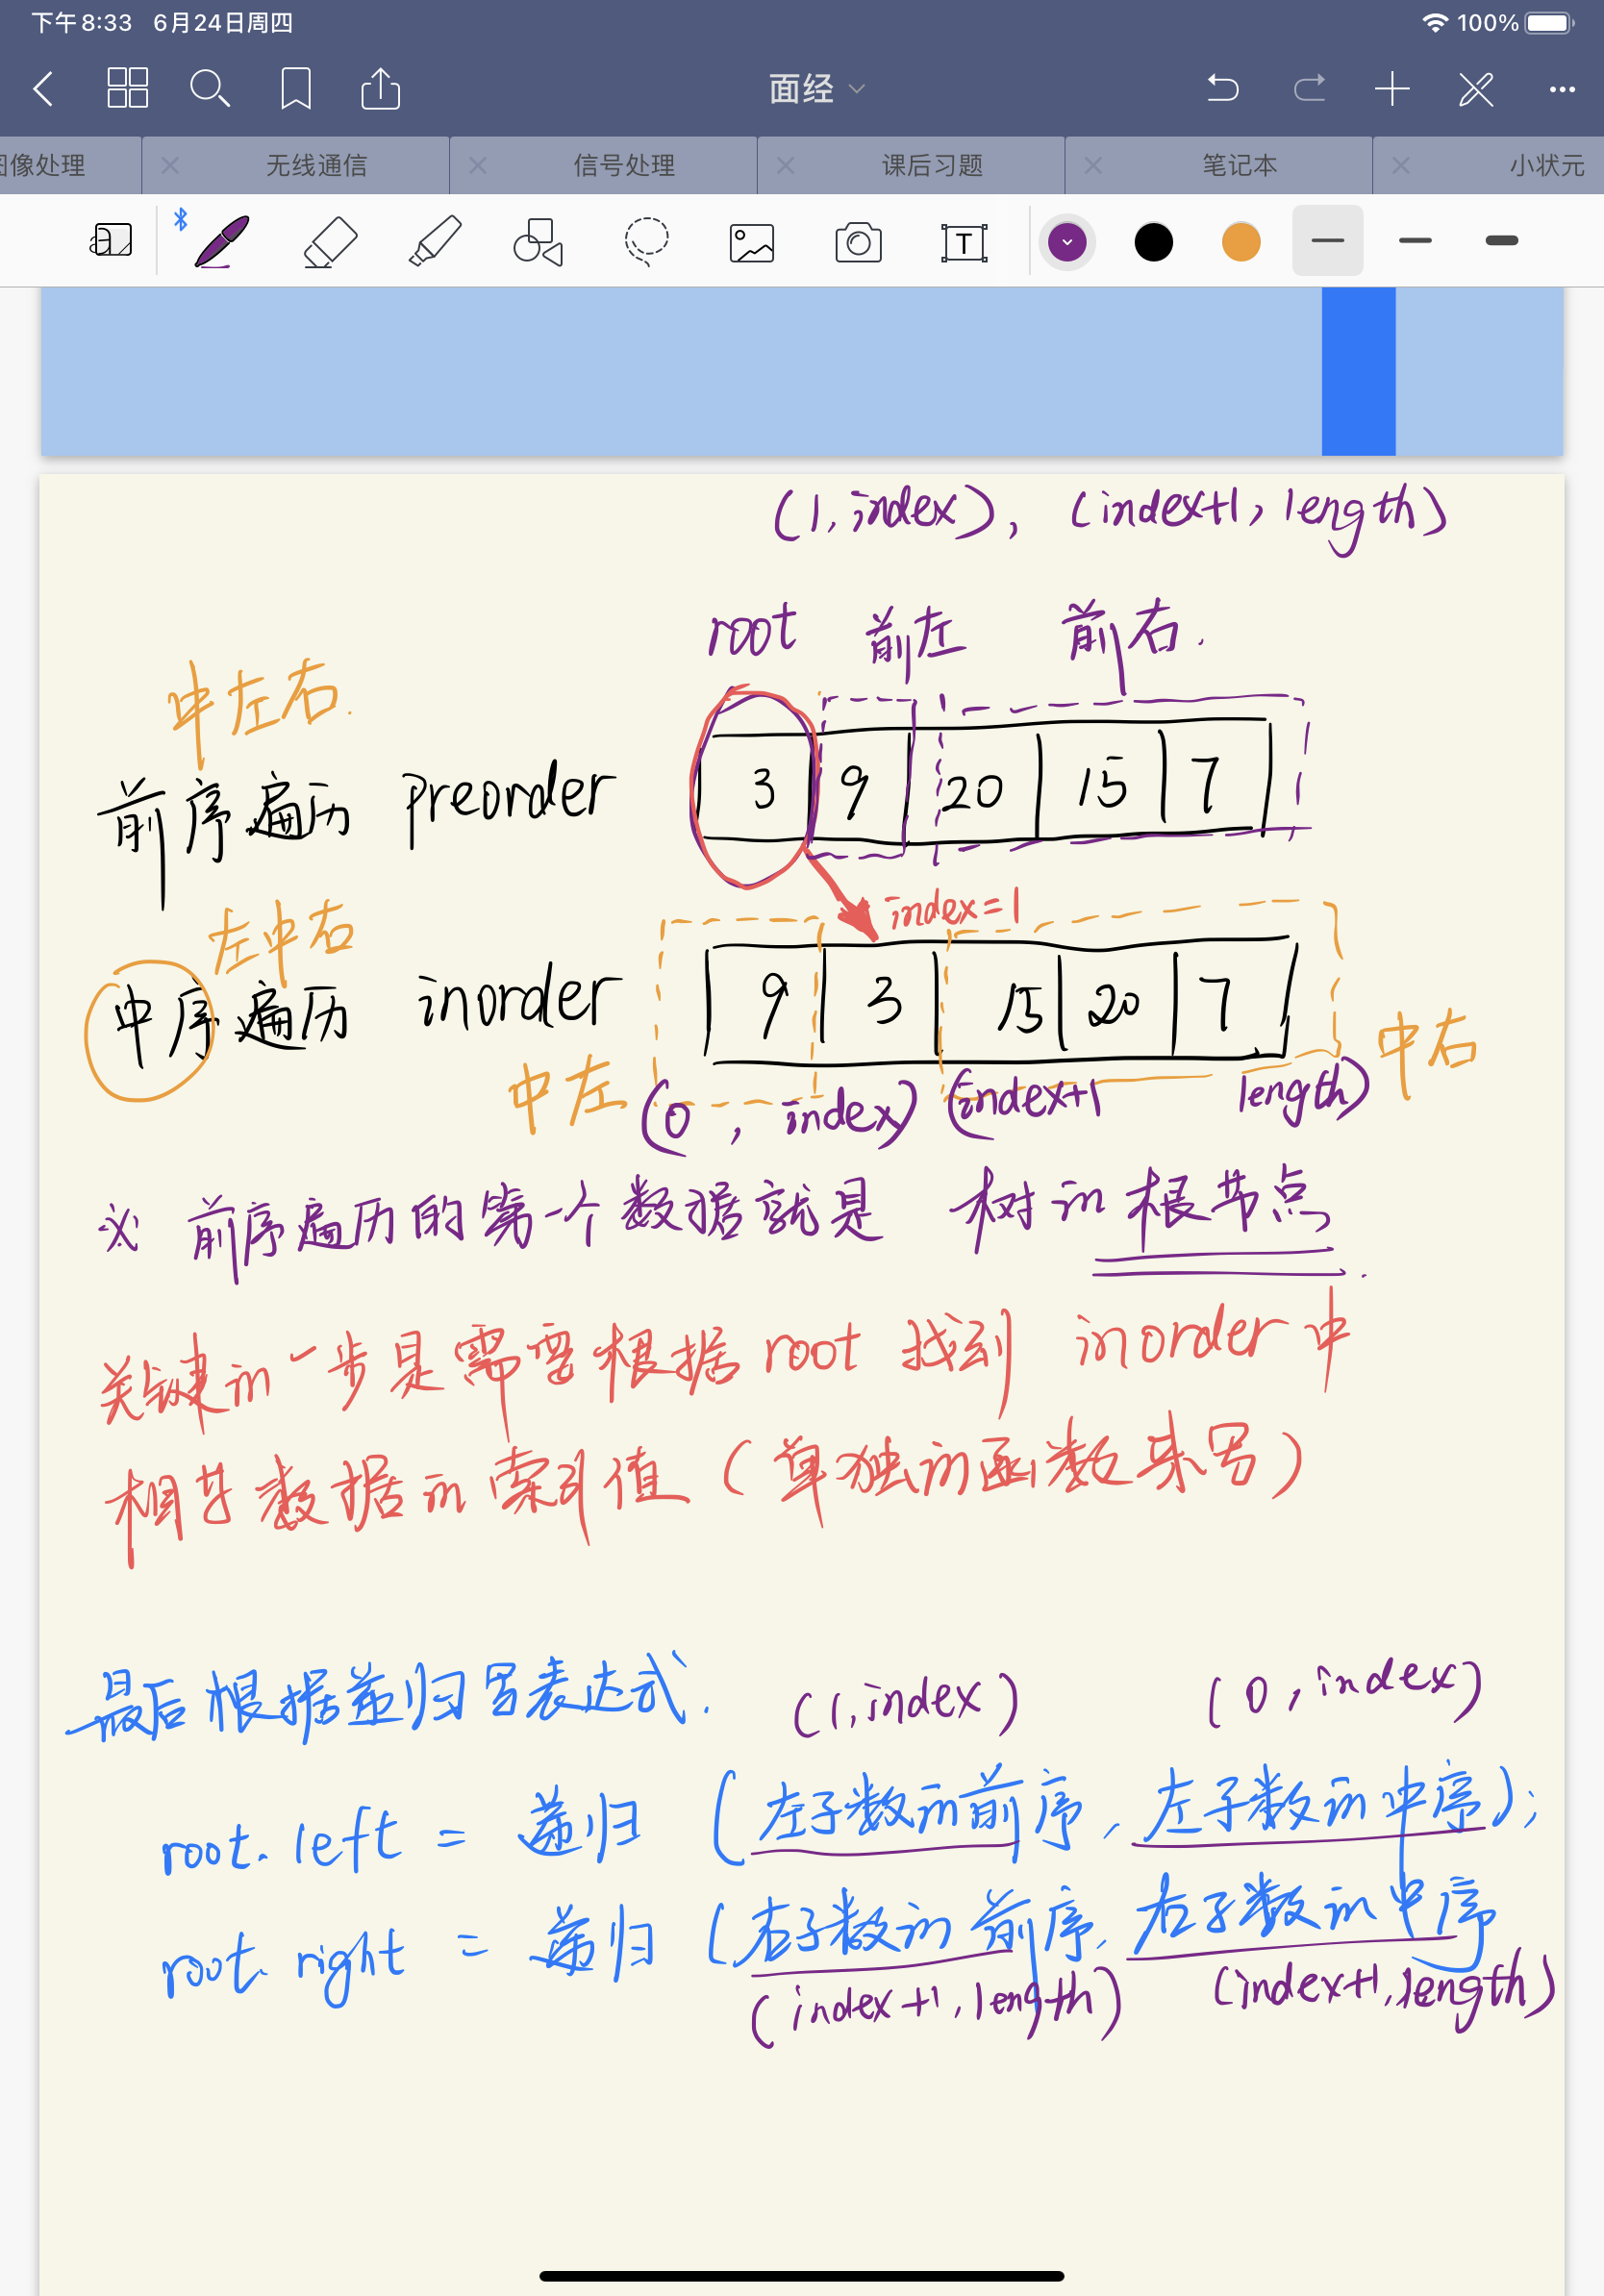 下午8:33 6月24日周四
100%
面经
图像处理 无线通信 信号处理 课后习题 笔记本 小状元
(1, index), (index+1, length)
root 前左 前右.
中左右.
前序遍历 preorder 3 9 20 15 7
index=1
左中右
中序遍历 inorder 9 3 15 20 7
中左 (0, index) (index+1 length) 中右
※ 前序遍历的第一个数据就是 树的根节点.
关键的一步是需要根据 root 找到 inorder 中
相等数据的索引值 (单独的函数来写)
最后根据递归写表达式. (1, index) (0, index)
root.left = 递归 (左子数的前序, 左子数的中序);
root.right = 递归 (右子数的前序, 右子数的中序
(index+1, length) (index+1, length)